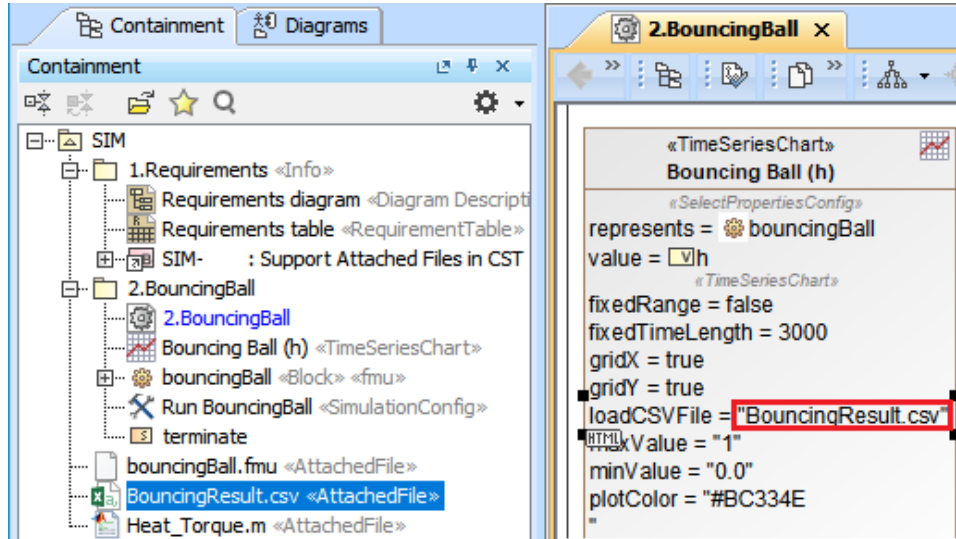 Containment
Diagrams
Containment
SIM
1.Requirements «Info»
Requirements diagram «Diagram Descripti
Requirements table «RequirementTable»
SIM- : Support Attached Files in CST
2.BouncingBall
2.BouncingBall
Bouncing Ball (h) «TimeSeriesChart»
bouncingBall «Block» «fmu»
Run BouncingBall «SimulationConfig»
terminate
bouncingBall.fmu «AttachedFile»
BouncingResult.csv «AttachedFile»
Heat_Torque.m «AttachedFile»
2.BouncingBall
«TimeSeriesChart»
Bouncing Ball (h)
«SelectPropertiesConfig»
represents = bouncingBall
value = V h
«TimeSeriesChart»
fixedRange = false
fixedTimeLength = 3000
gridX = true
gridY = true
loadCSVFile = "BouncingResult.csv"
HTML xValue = "1"
minValue = "0.0"
plotColor = "#BC334E
"